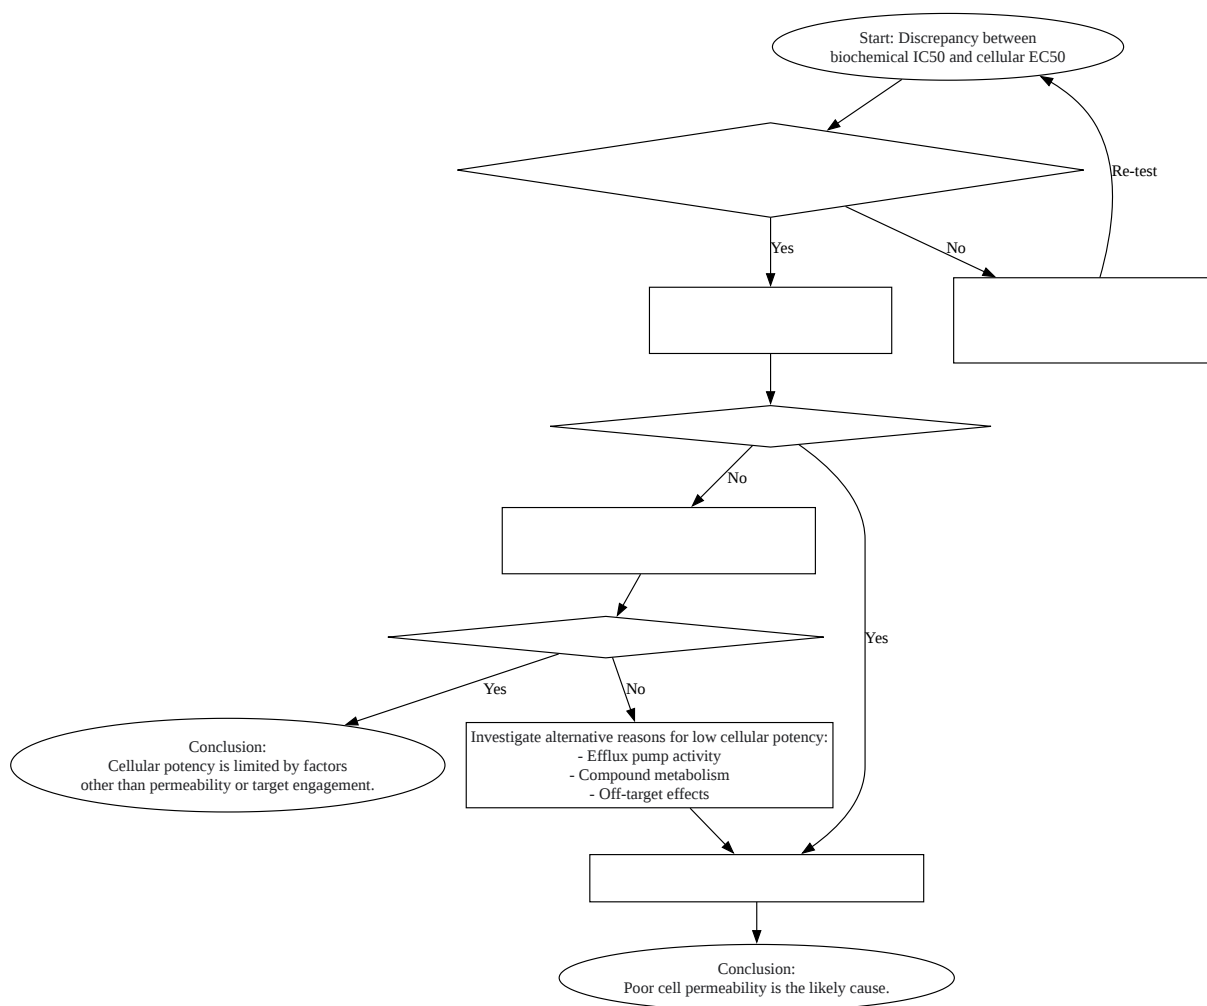 Start: Discrepancy between
biochemical IC50 and cellular EC50
Re-test
Yes
No
No
Yes
Yes
No
Conclusion:
Cellular potency is limited by factors
other than permeability or target engagement.
Investigate alternative reasons for low cellular potency:
- Efflux pump activity
- Compound metabolism
- Off-target effects
Conclusion:
Poor cell permeability is the likely cause.